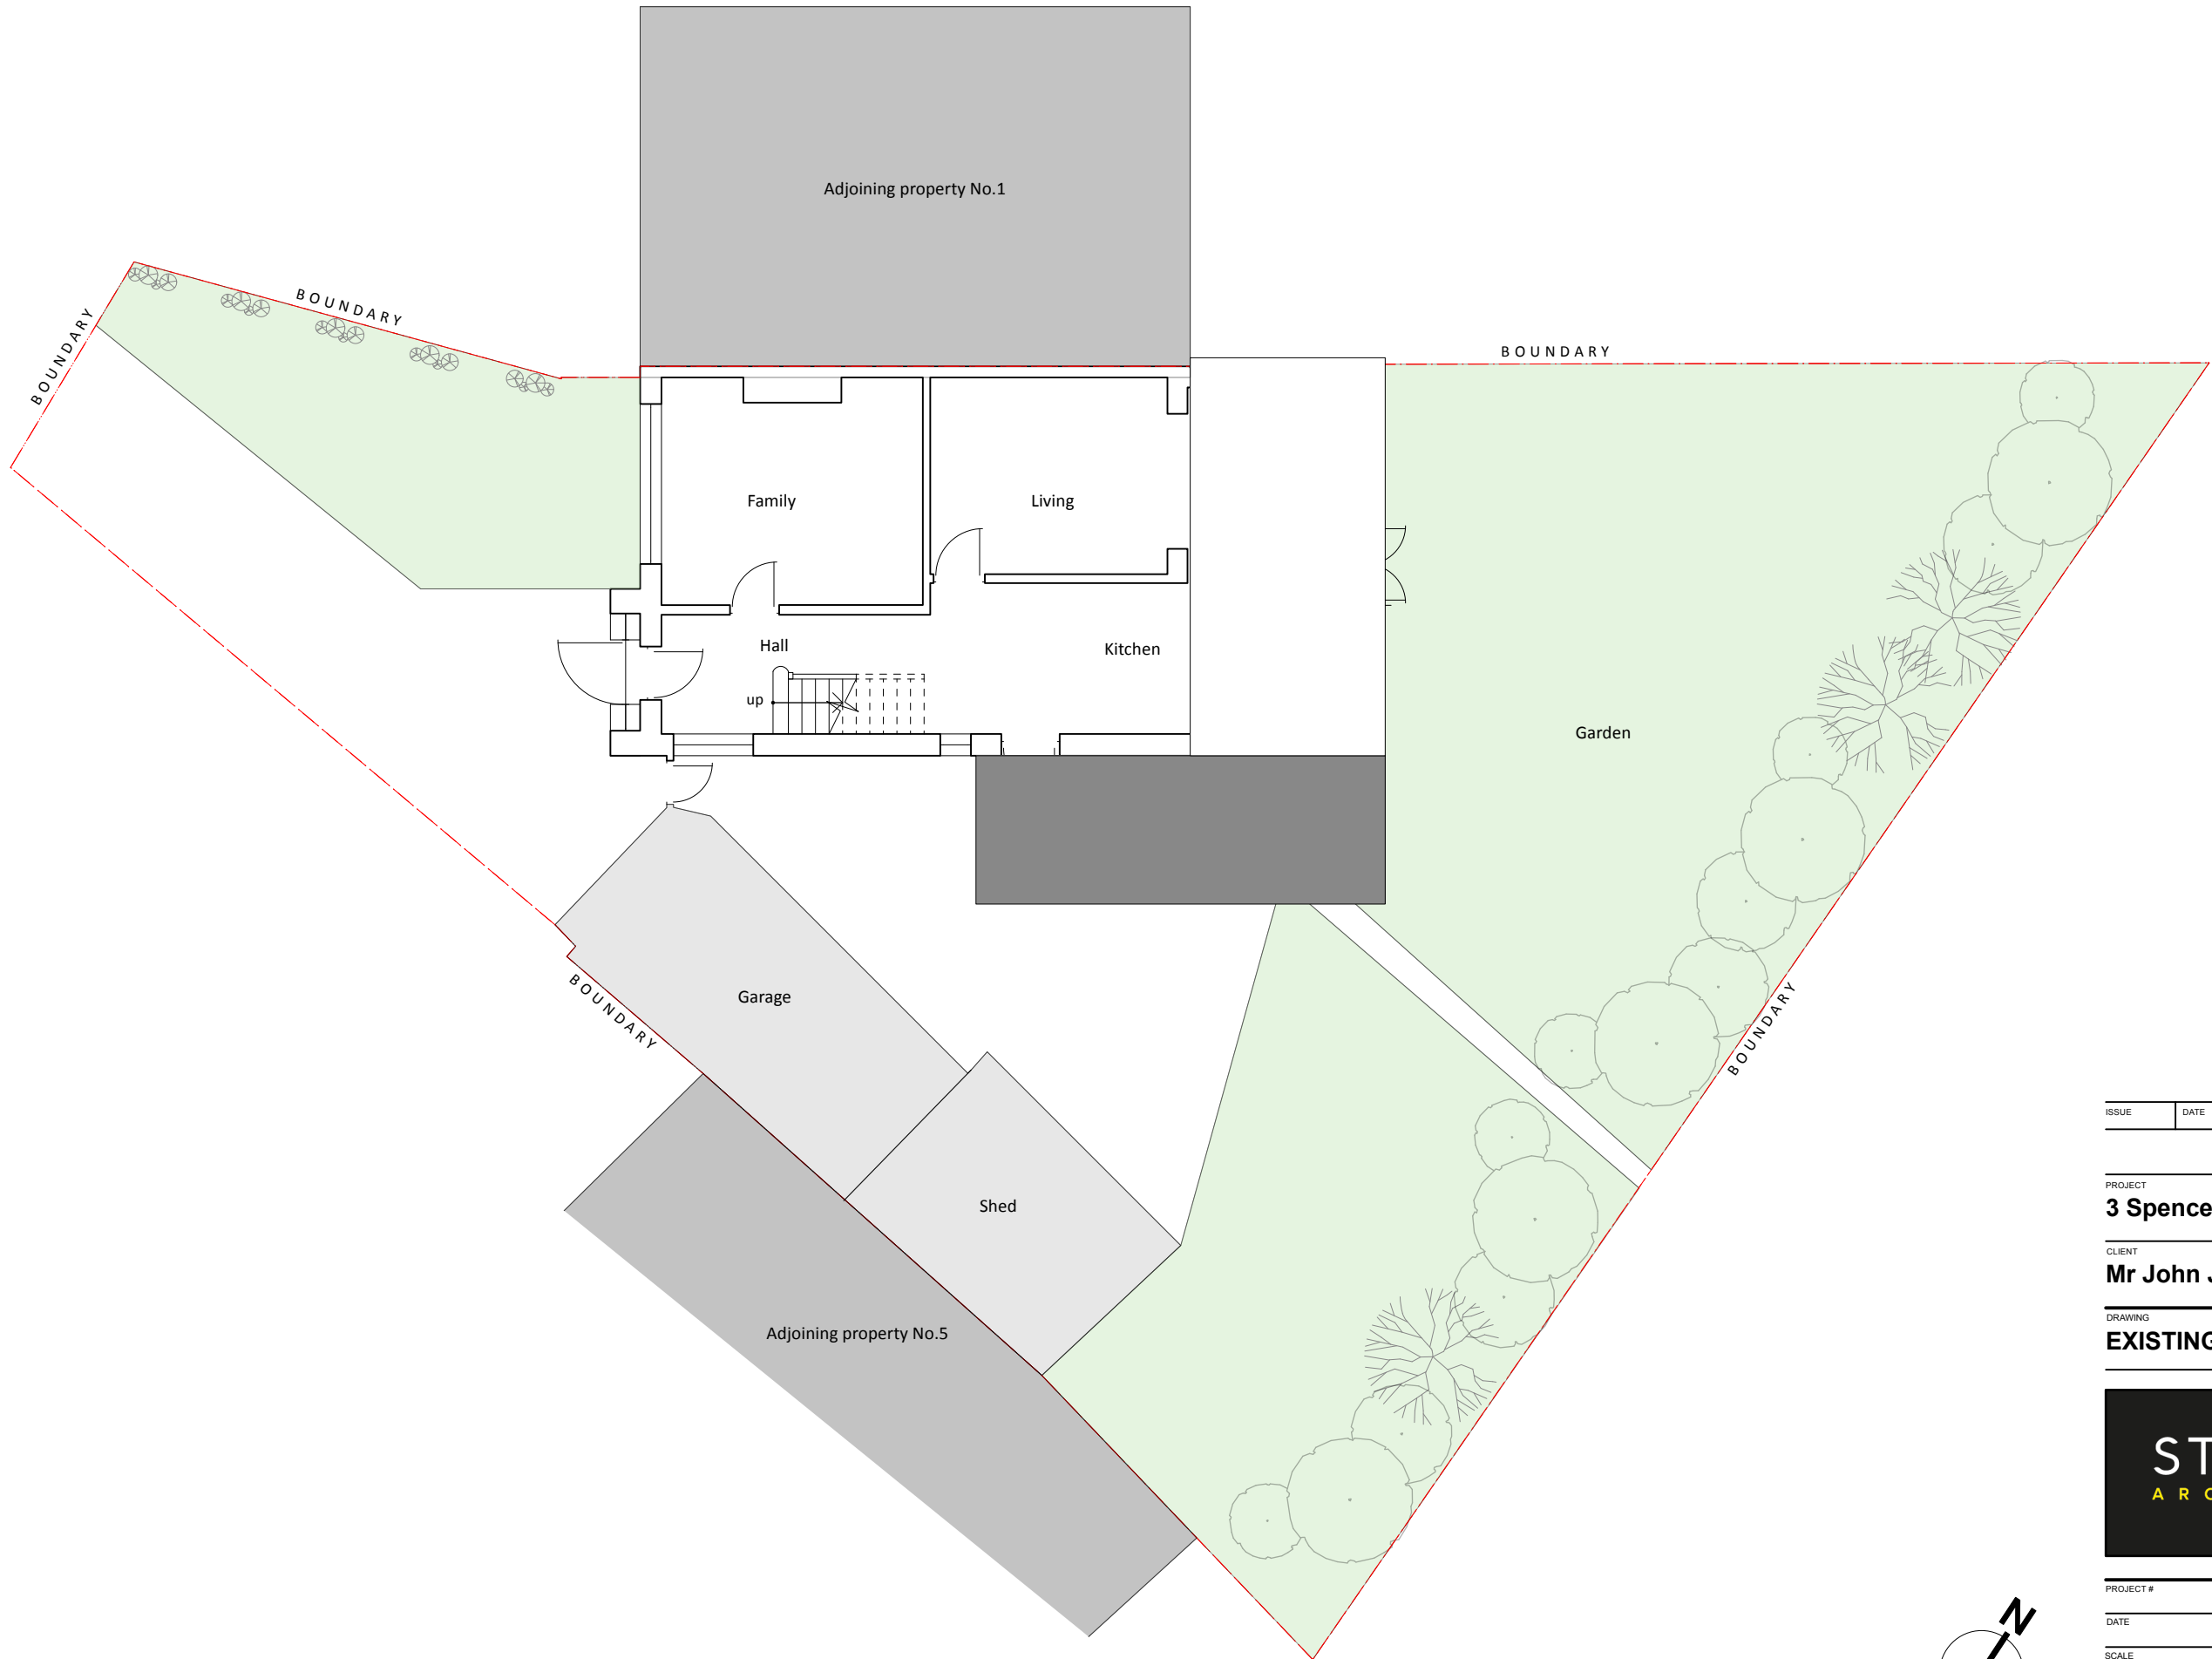 Adjoining property No.1
BOUNDARY
BOUNDARY
BOUNDARY
Family
Living
Hall
Kitchen
up
Garden
Garage
BOUNDARY
BOUNDARY
Shed
Adjoining property No.5
ISSUE DATE
PROJECT
3 Spence
CLIENT
Mr John J
DRAWING
EXISTING
ST
ARC
PROJECT #
DATE
SCALE
N